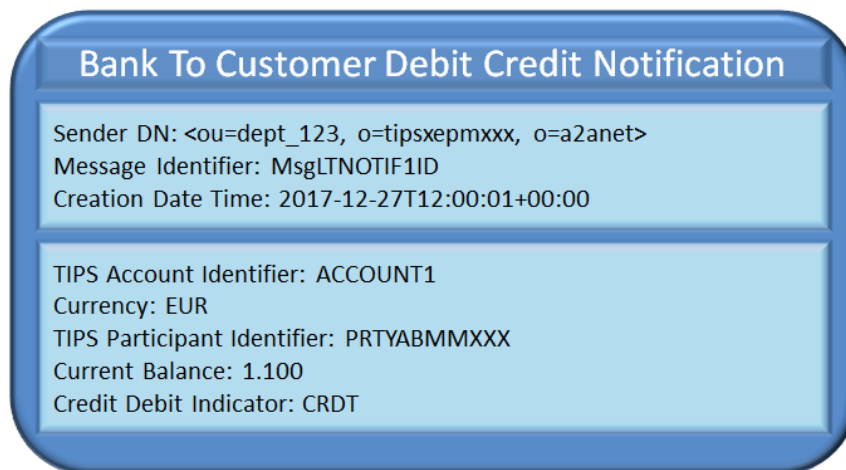 Bank To Customer Debit Credit Notification
Sender DN: <ou=dept_123, o=tipsxepmxxx, o=a2anet>
Message Identifier: MsgLTNOTIF1ID
Creation Date Time: 2017-12-27T12:00:01+00:00
TIPS Account Identifier: ACCOUNT1
Currency: EUR
TIPS Participant Identifier: PRTYABMMXXX
Current Balance: 1.100
Credit Debit Indicator: CRDT